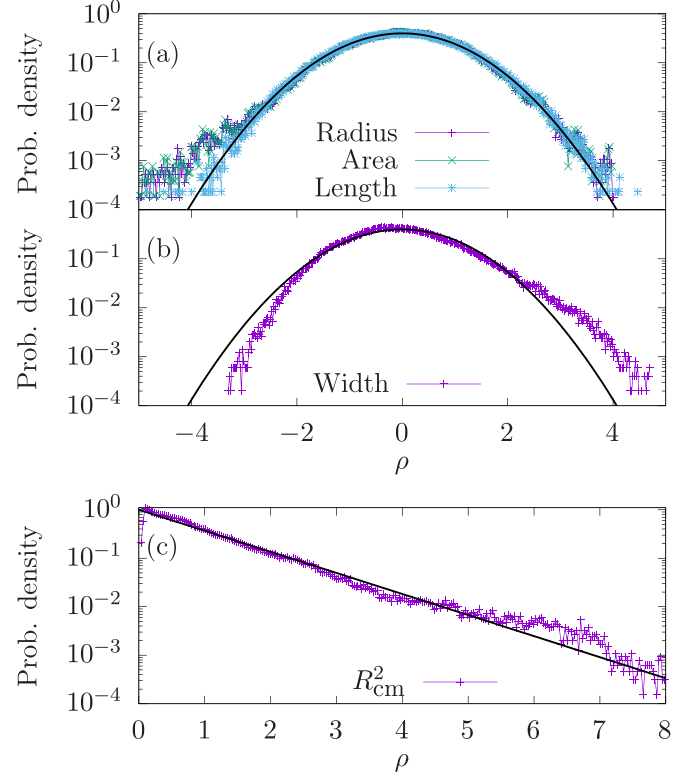 Prob. density
10^0
10^−1
10^−2
10^−3
10^−4
(a)
Radius
Area
Length
Prob. density
10^−1
10^−2
10^−3
10^−4
(b)
Width
−4 −2 0 2 4
ρ
Prob. density
10^0
10^−1
10^−2
10^−3
10^−4
(c)
R^2_cm
0 1 2 3 4 5 6 7 8
ρ